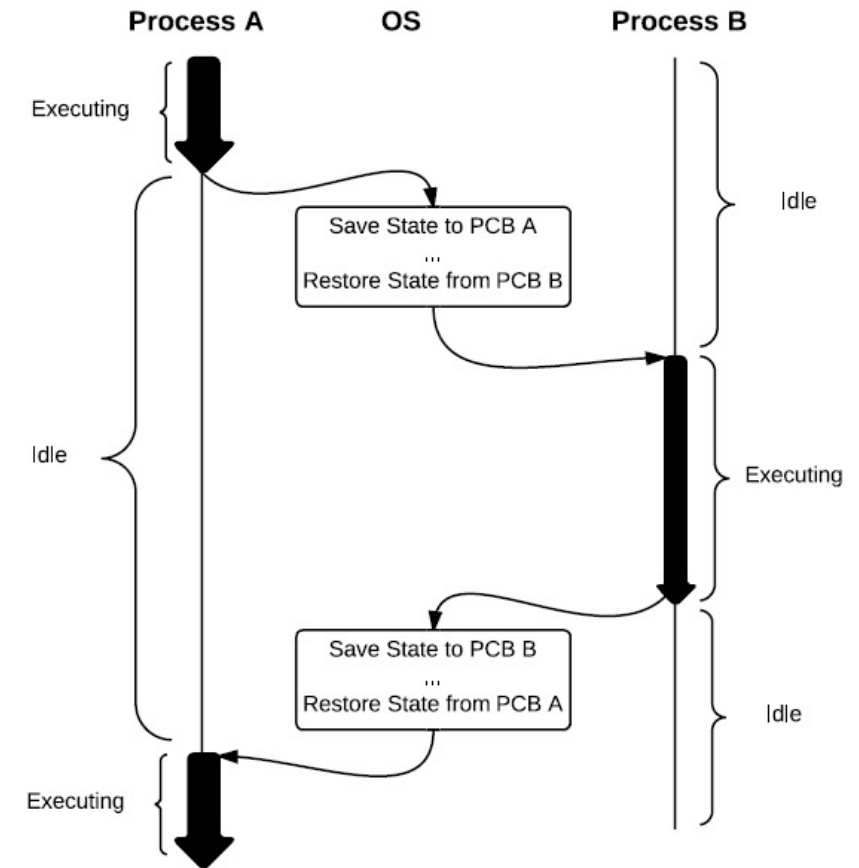 Process A
OS
Process B
Executing
Idle
Save State to PCB A
...
Restore State from PCB B
Idle
Executing
Save State to PCB B
...
Restore State from PCB A
Idle
Executing